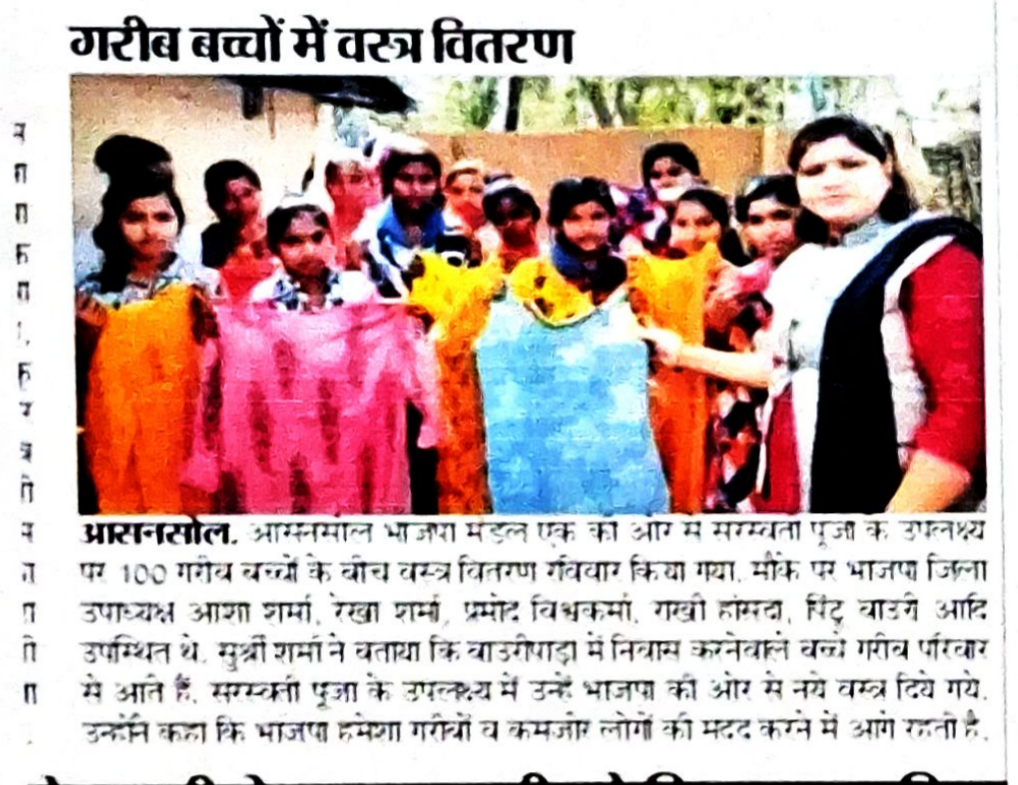 गरीब बच्चों में वस्त्र वितरण
आसनसोल. आसनसोल भाजपा मंडल एक की ओर से सरस्वती पूजा के उपलक्ष्य
पर 100 गरीब बच्चों के बीच वस्त्र वितरण रविवार किया गया. मौके पर भाजपा जिला
उपाध्यक्ष आशा शर्मा, रेखा शर्मा, प्रमोद विश्वकर्मा, राखी हांसदा, पिंटू बाउरी आदि
उपस्थित थे. सुश्री शर्मा ने बताया कि बाउरीपाड़ा में निवास करनेवाले बच्चे गरीब परिवार
से आते हैं. सरस्वती पूजा के उपलक्ष्य में उन्हें भाजपा की ओर से नये वस्त्र दिये गये.
उन्होंने कहा कि भाजपा हमेशा गरीबों व कमजोर लोगों की मदद करने में आगे रहती है.